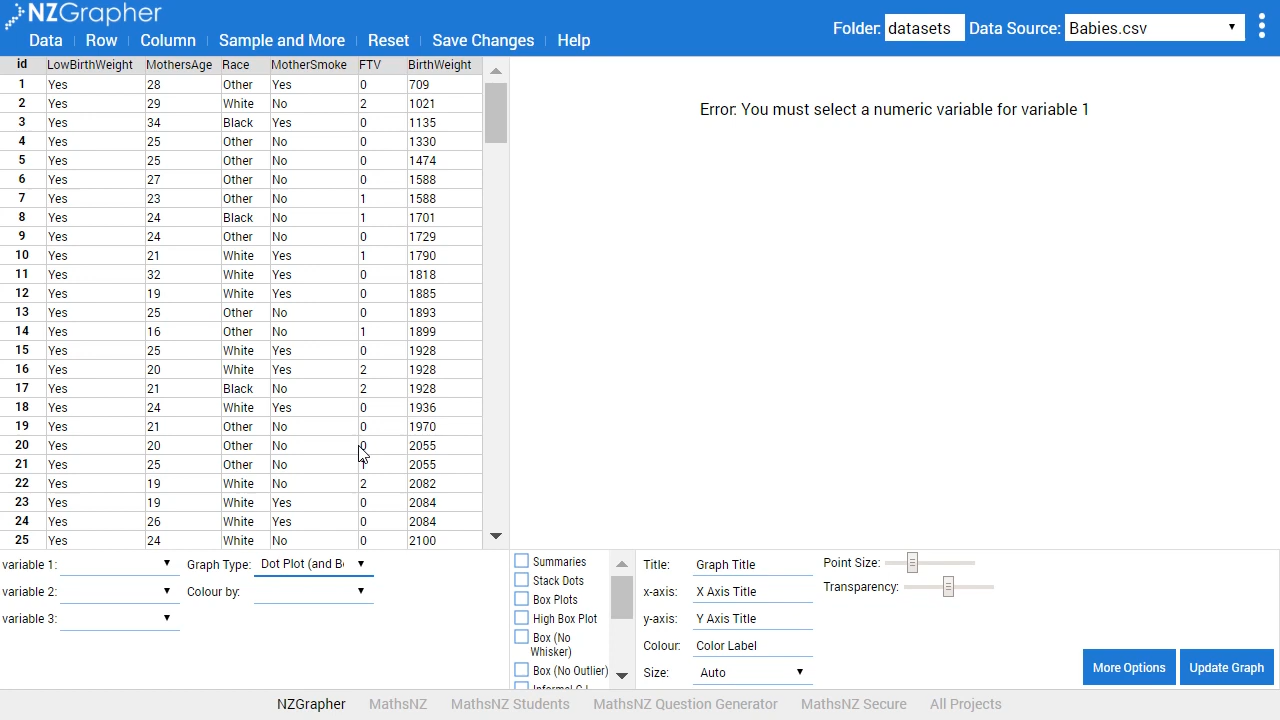 NZGrapher
Folder: datasets Data Source: Babies.csv
Data Row Column Sample and More Reset Save Changes Help
id LowBirthWeight MothersAge Race MotherSmoke FTV BirthWeight
1 Yes 28 Other Yes 0 709
2 Yes 29 White No 2 1021
3 Yes 34 Black Yes 0 1135
4 Yes 25 Other No 0 1330
5 Yes 25 Other No 0 1474
6 Yes 27 Other No 0 1588
7 Yes 23 Other No 1 1588
8 Yes 24 Black No 1 1701
9 Yes 24 Other No 0 1729
10 Yes 21 White Yes 1 1790
11 Yes 32 White Yes 0 1818
12 Yes 19 White Yes 0 1885
13 Yes 25 Other No 0 1893
14 Yes 16 Other No 1 1899
15 Yes 25 White Yes 0 1928
16 Yes 20 White Yes 2 1928
17 Yes 21 Black No 2 1928
18 Yes 24 White Yes 0 1936
19 Yes 21 Other No 0 1970
20 Yes 20 Other No 0 2055
21 Yes 25 Other No 1 2055
22 Yes 19 White No 2 2082
23 Yes 19 White Yes 0 2084
24 Yes 26 White Yes 0 2084
25 Yes 24 White No 0 2100
Error: You must select a numeric variable for variable 1
variable 1: Graph Type: Dot Plot (and B
variable 2: Colour by:
variable 3:
Summaries
Stack Dots
Box Plots
High Box Plot
Box (No
Whisker)
Box (No Outlier)
Informal C.I
Title: Graph Title
x-axis: X Axis Title
y-axis: Y Axis Title
Colour: Color Label
Size: Auto
Point Size:
Transparency:
More Options Update Graph
NZGrapher MathsNZ MathsNZ Students MathsNZ Question Generator MathsNZ Secure All Projects